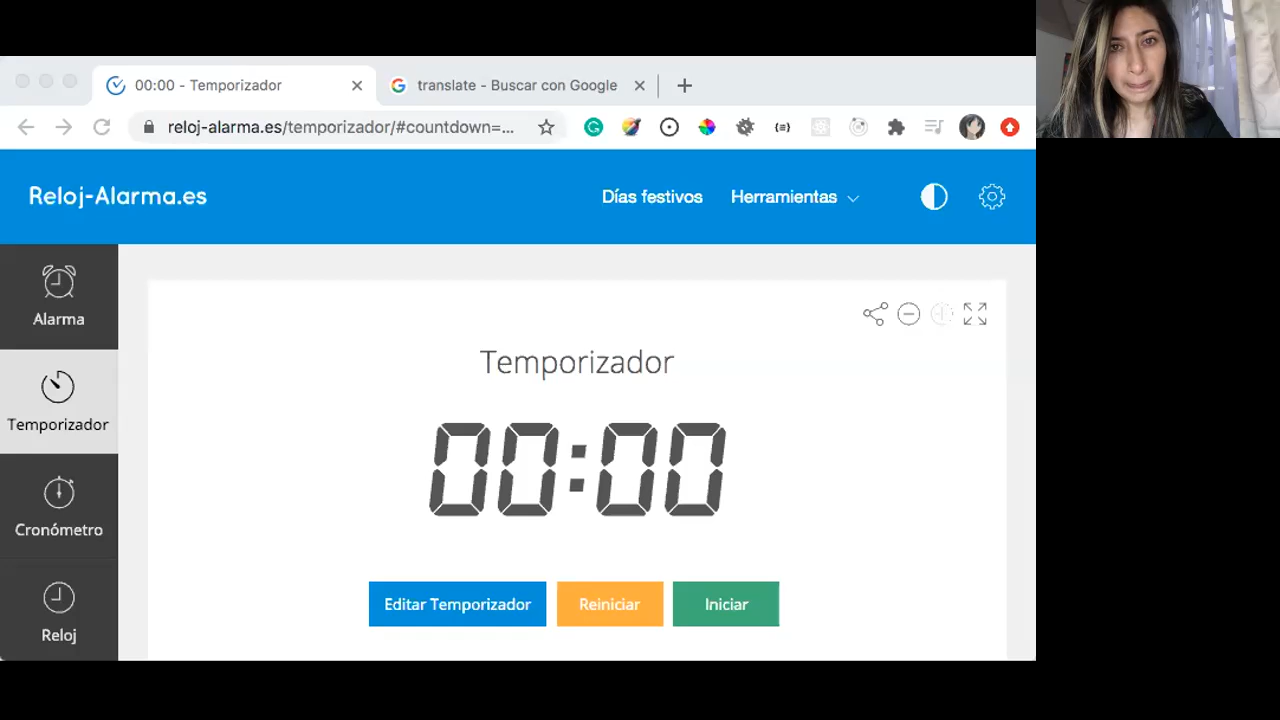 00:00 - Temporizador
translate - Buscar con Google
reloj-alarma.es/temporizador/#countdown=...
Reloj-Alarma.es
Días festivos
Herramientas
Alarma
Temporizador
Cronómetro
Reloj
Temporizador
00:00
Editar Temporizador
Reiniciar
Iniciar